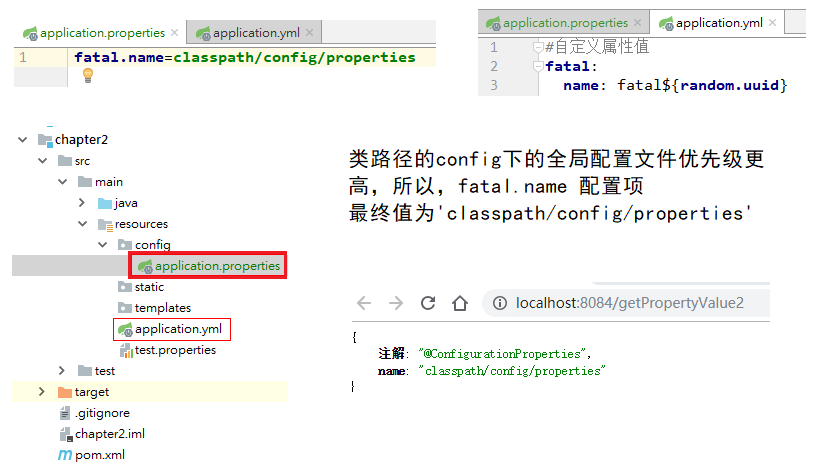 application.properties × application.yml ×
1 fatal.name=classpath/config/properties
application.properties × application.yml ×
1 #自定义属性值
2 fatal:
3 name: fatal${random.uuid}
chapter2
src
main
java
resources
config
application.properties
static
templates
application.yml
test.properties
test
target
.gitignore
chapter2.iml
pom.xml
类路径的config下的全局配置文件优先级更
高，所以，fatal.name 配置项
最终值为'classpath/config/properties'
localhost:8084/getPropertyValue2
{
注解: "@ConfigurationProperties",
name: "classpath/config/properties"
}